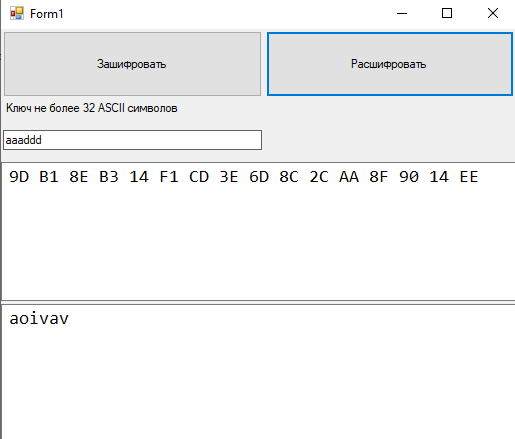 Form1
Зашифровать
Расшифровать
Ключ не более 32 ASCII символов
aaaddd
9D B1 8E B3 14 F1 CD 3E 6D 8C 2C AA 8F 90 14 EE
aoivav